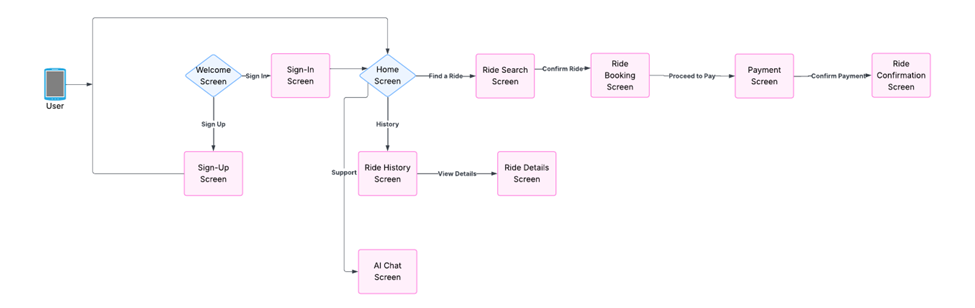 User
Welcome
Screen
Sign In
Sign-In
Screen
Home
Screen
Find a Ride
Ride Search
Screen
Confirm Ride
Ride
Booking
Screen
Proceed to Pay
Payment
Screen
Confirm Payment
Ride
Confirmation
Screen
Sign Up
Sign-Up
Screen
History
Support
Ride History
Screen
View Details
Ride Details
Screen
AI Chat
Screen